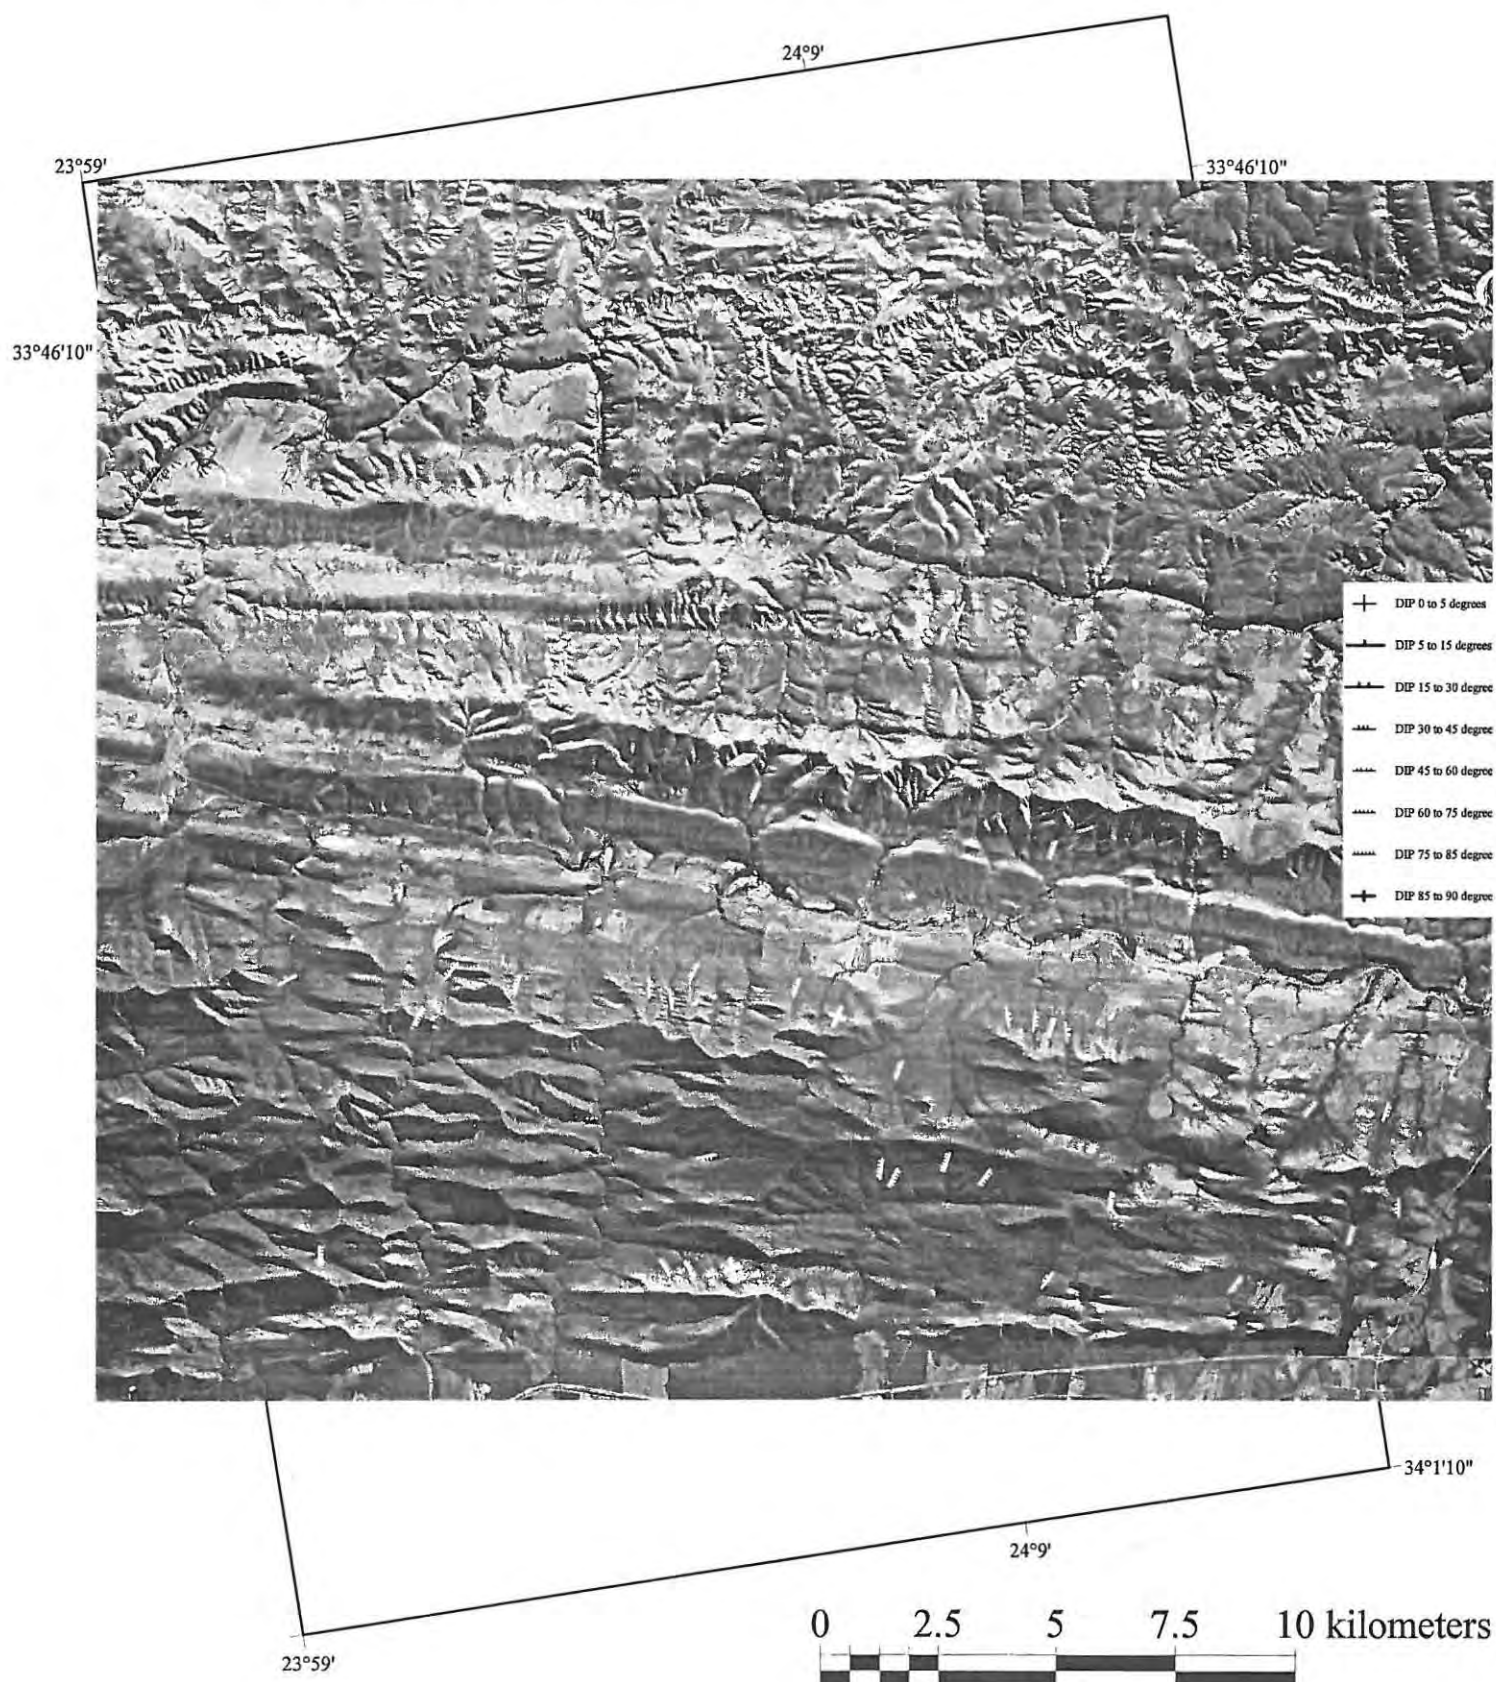 24°9'
23°59'
33°46'10"
33°46'10"
DIP 0 to 5 degrees
DIP 5 to 15 degrees
DIP 15 to 30 degree
DIP 30 to 45 degree
DIP 45 to 60 degree
DIP 60 to 75 degree
DIP 75 to 85 degree
DIP 85 to 90 degree
34°1'10"
24°9'
23°59'
0 2.5 5 7.5 10 kilometers